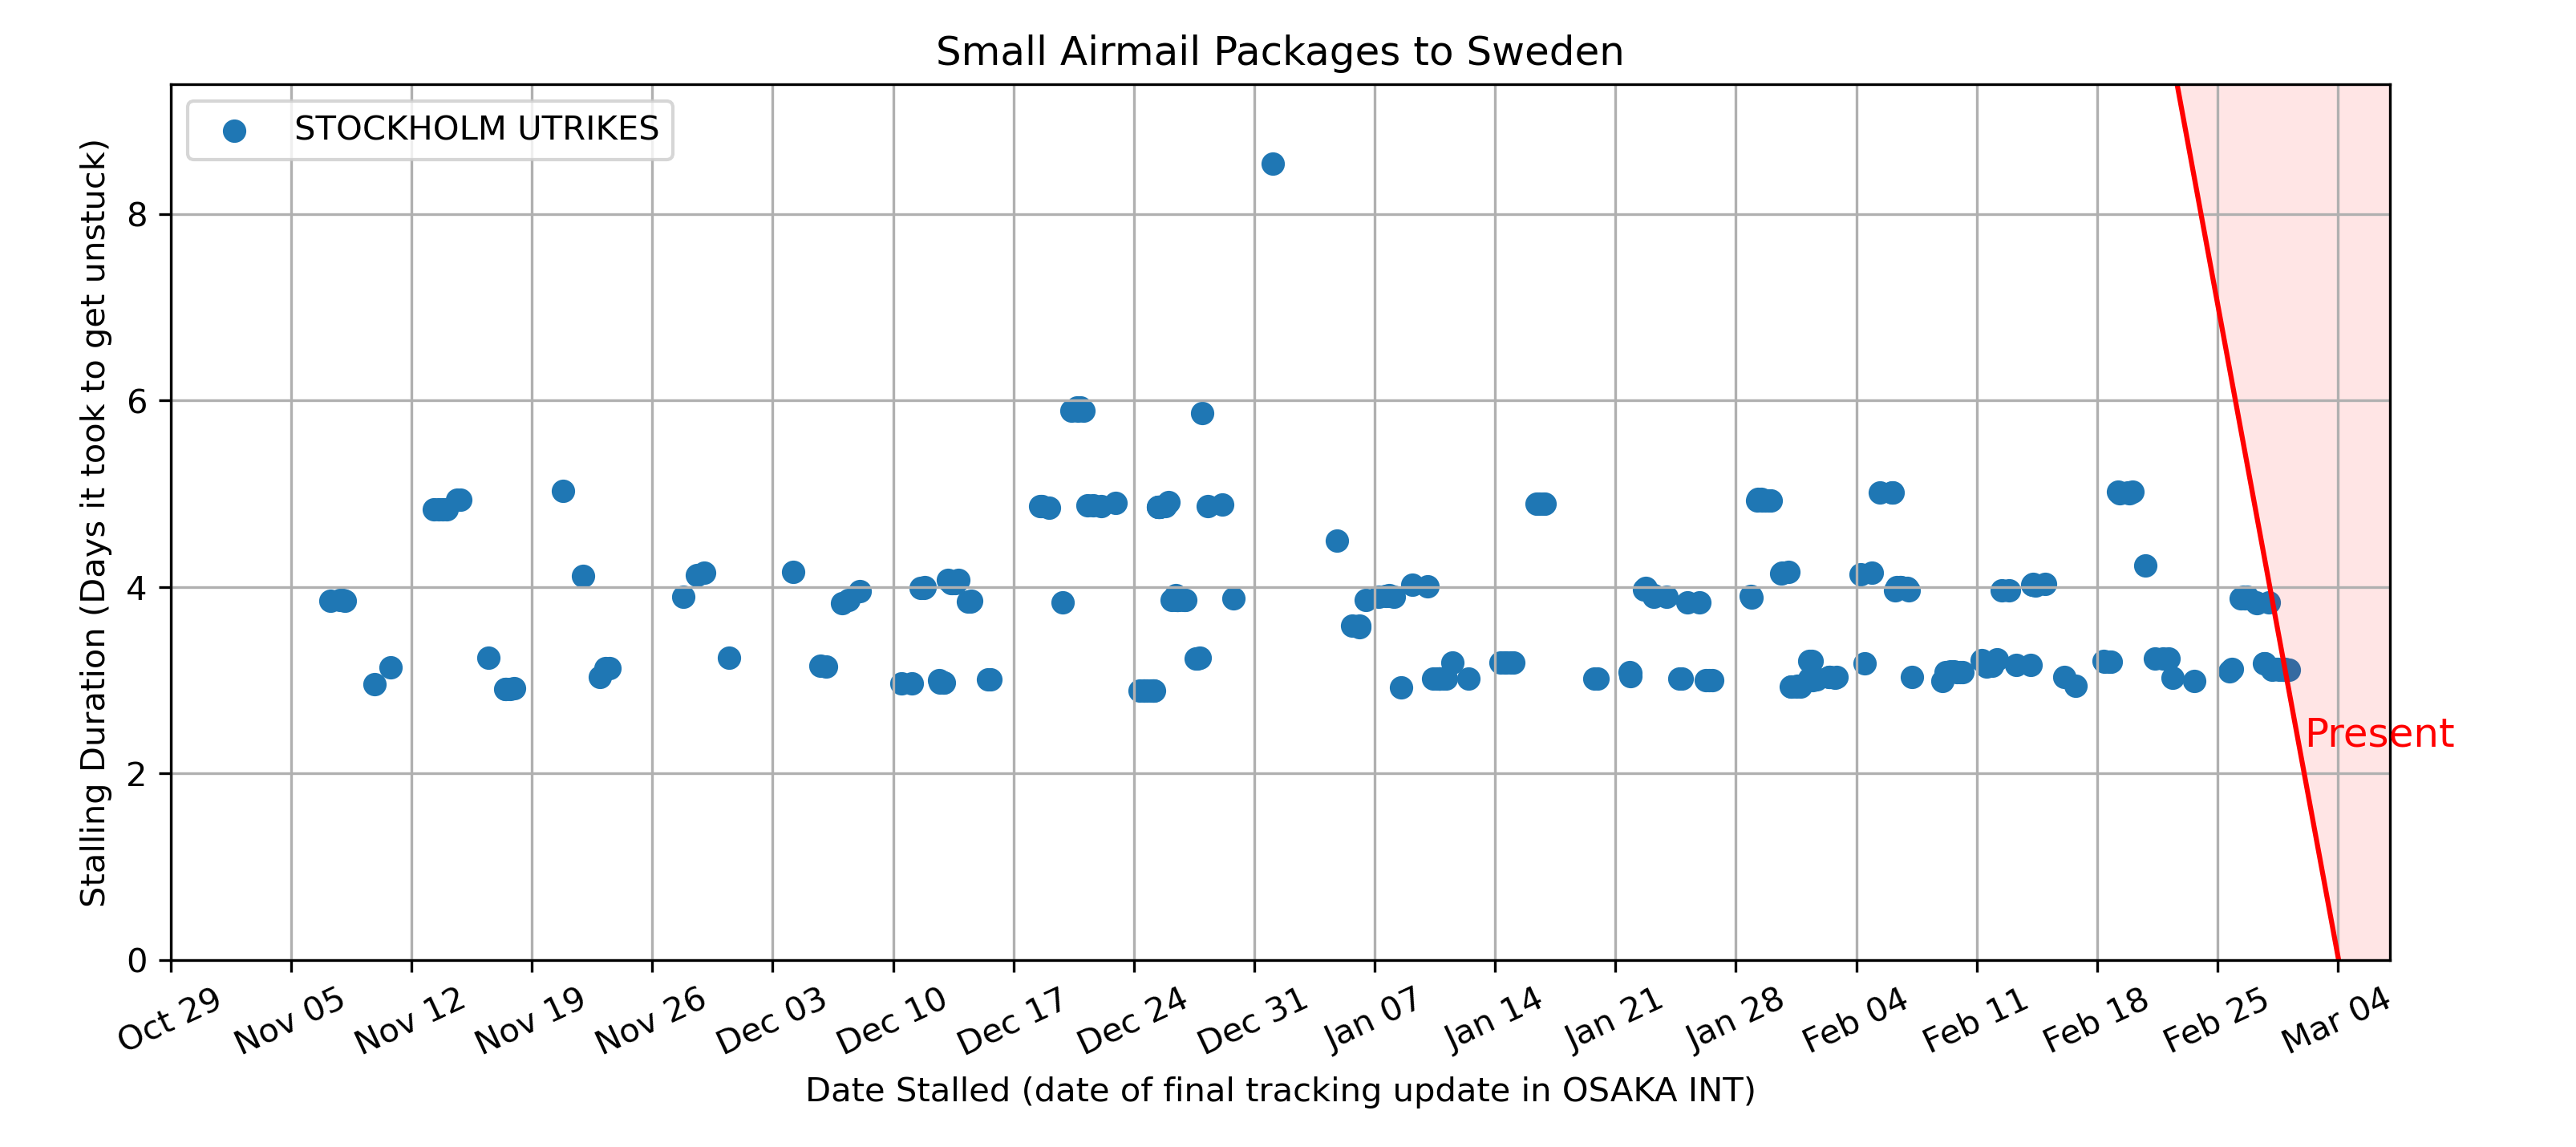 Small Airmail Packages to Sweden
STOCKHOLM UTRIKES
Stalling Duration (Days it took to get unstuck)
8
6
4
2
0
Present
Oct 29 Nov 05 Nov 12 Nov 19 Nov 26 Dec 03 Dec 10 Dec 17 Dec 24 Dec 31 Jan 07 Jan 14 Jan 21 Jan 28 Feb 04 Feb 11 Feb 18 Feb 25 Mar 04
Date Stalled (date of final tracking update in OSAKA INT)